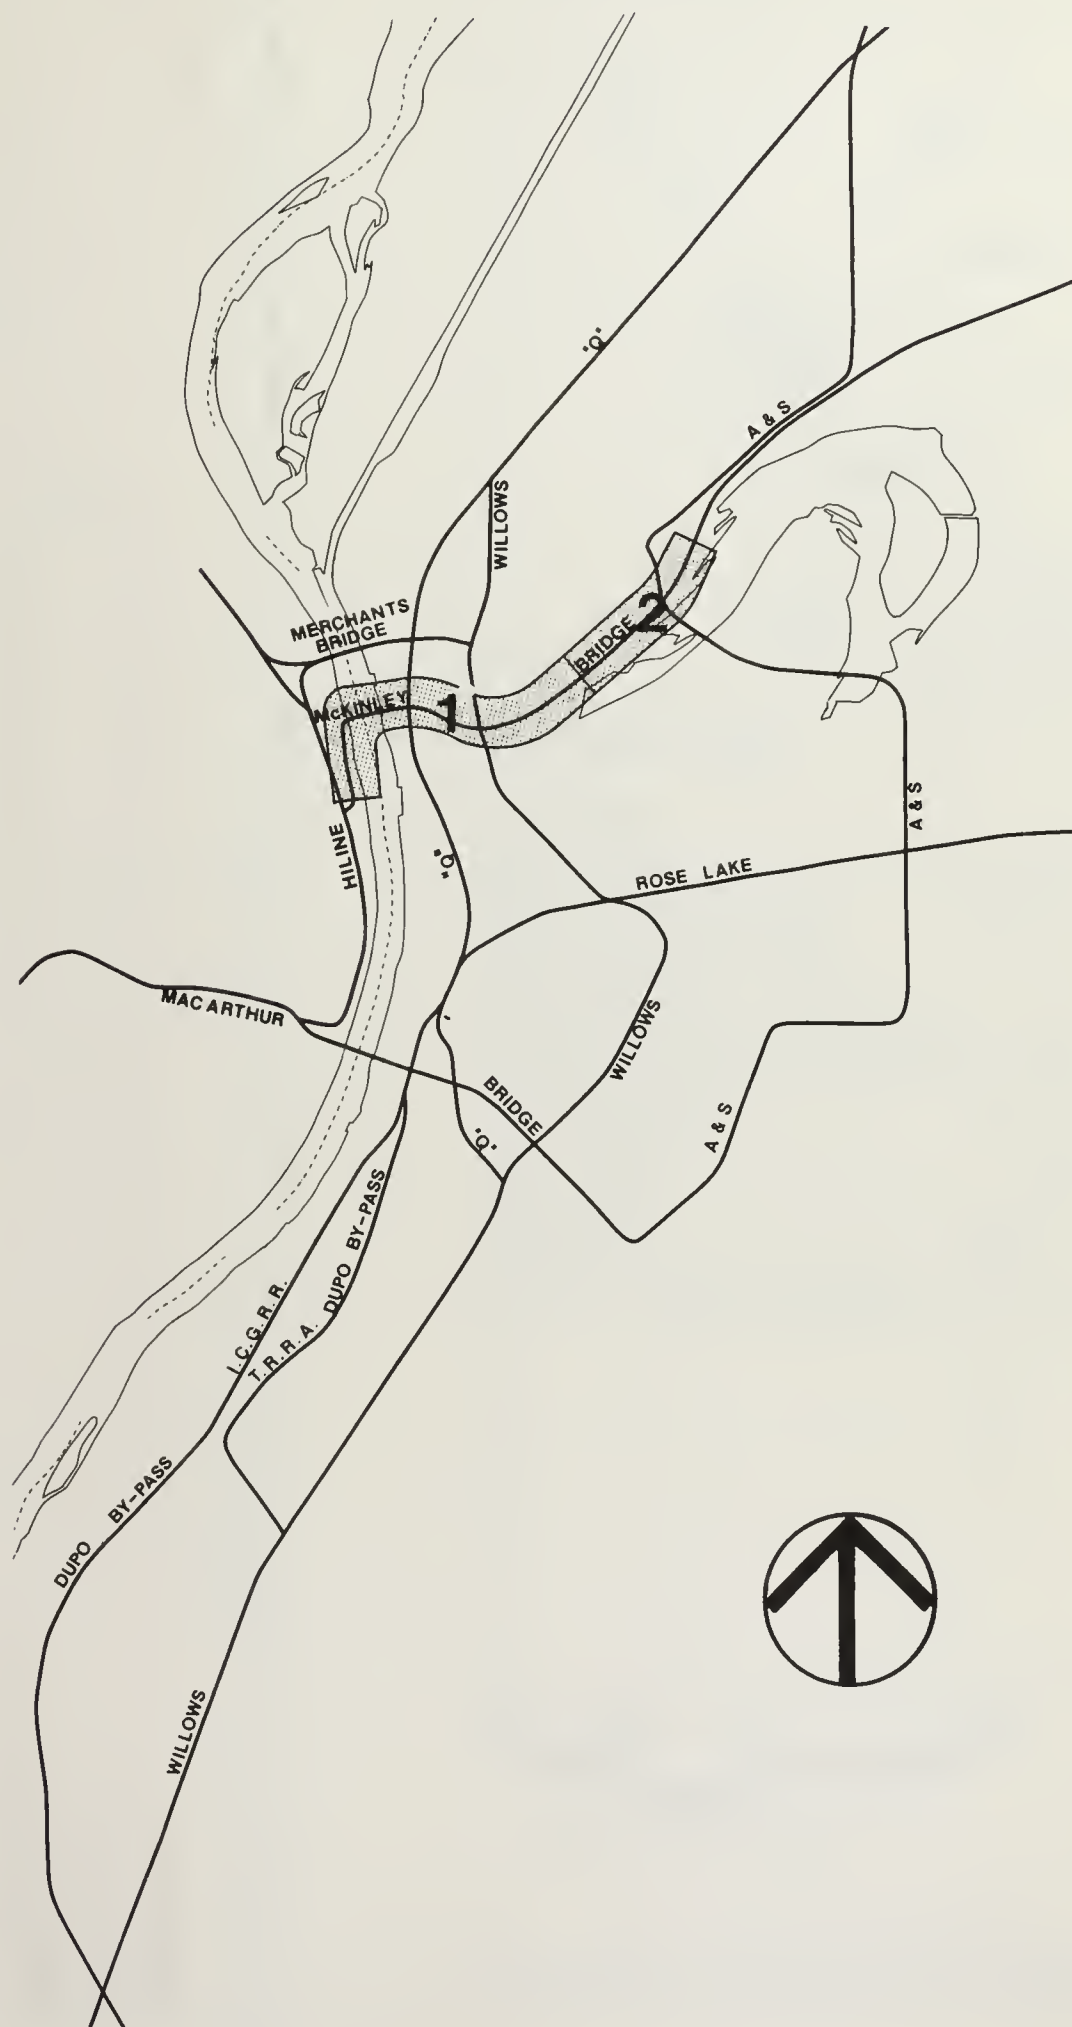 "Q"
A & S
WILLOWS
MERCHANTS
BRIDGE
2
BRIDGE
McKINLEY
1
A & S
HILINE
"Q"
ROSE LAKE
MAC ARTHUR
WILLOWS
BRIDGE
A & S
"Q"
DUPO BY-PASS
I.C.G.R.R.
T.R.R.A.
BY-PASS
DUPO
WILLOWS